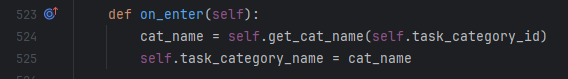 523 def on_enter(self):
524 cat_name = self.get_cat_name(self.task_category_id)
525 self.task_category_name = cat_name